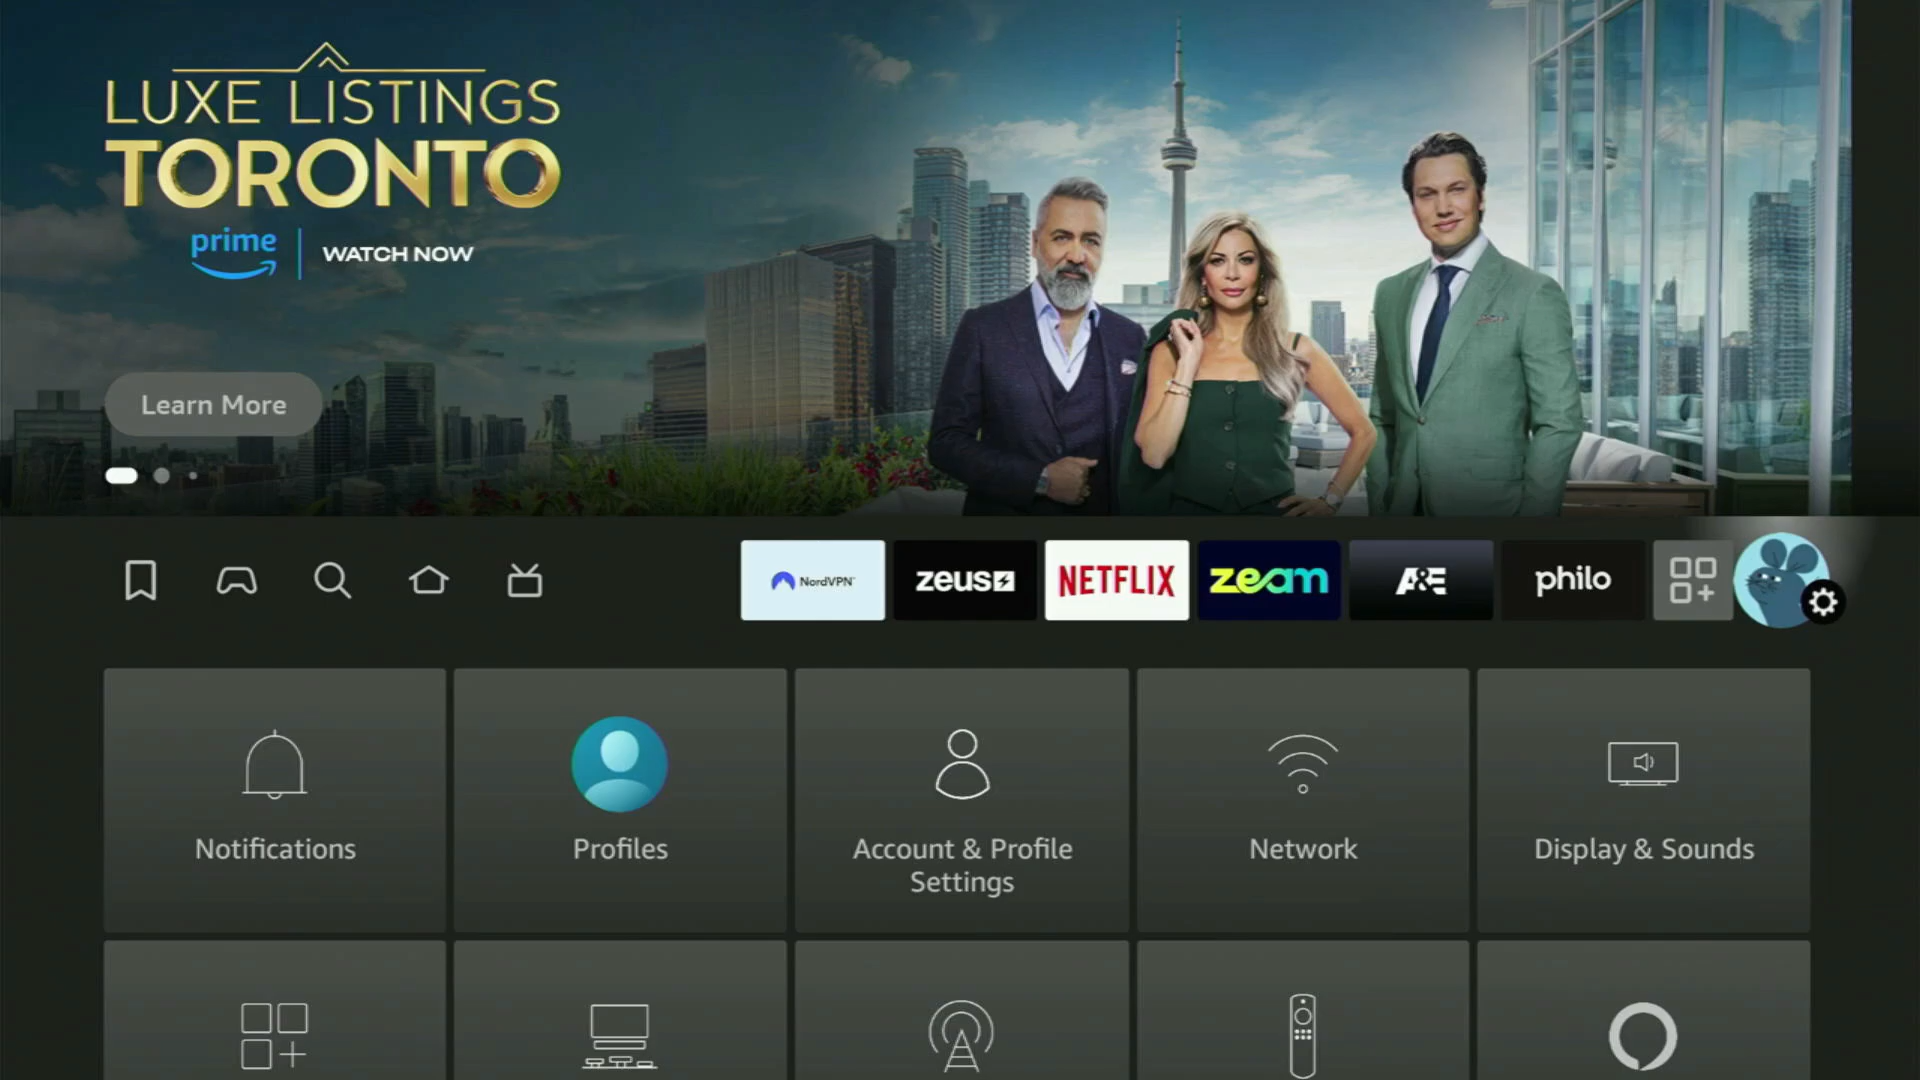 LUXE LISTINGS
TORONTO
prime
WATCH NOW
Learn More
NordVPN
zeus
NETFLIX
zeam
A&E
philo
Notifications
Profiles
Account & Profile
Settings
Network
Display & Sounds